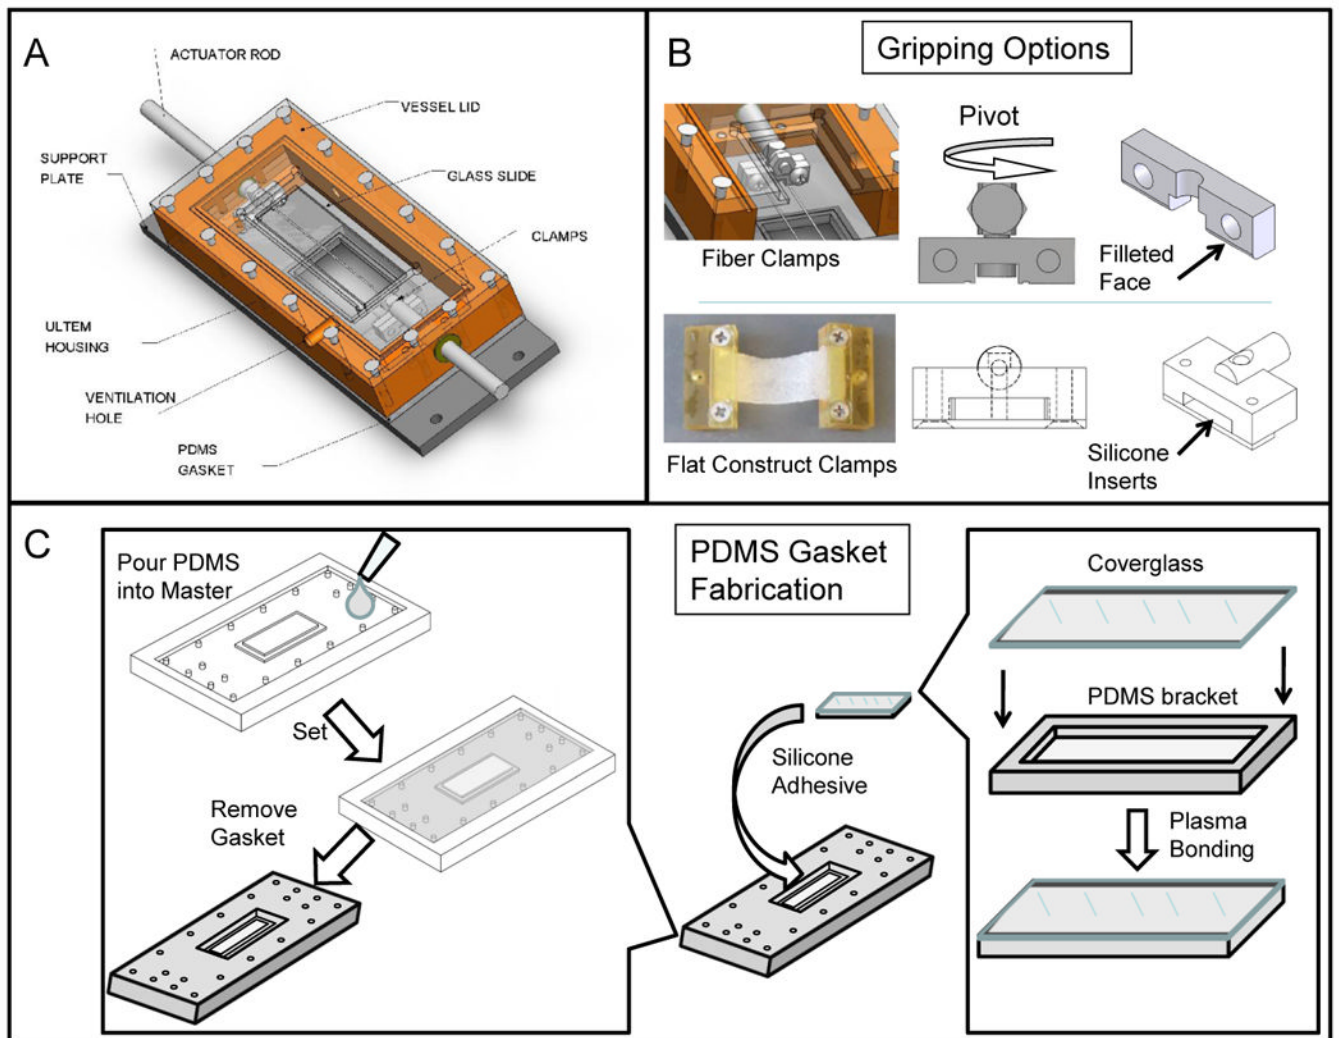 A
ACTUATOR ROD
VESSEL LID
SUPPORT
PLATE
GLASS SLIDE
CLAMPS
ULTEM
HOUSING
VENTILATION
HOLE
PDMS
GASKET
B
Gripping Options
Pivot
Fiber Clamps
Filleted
Face
Flat Construct Clamps
Silicone
Inserts
C
Pour PDMS
into Master
Set
Remove
Gasket
PDMS Gasket
Fabrication
Silicone
Adhesive
Coverglass
PDMS bracket
Plasma
Bonding